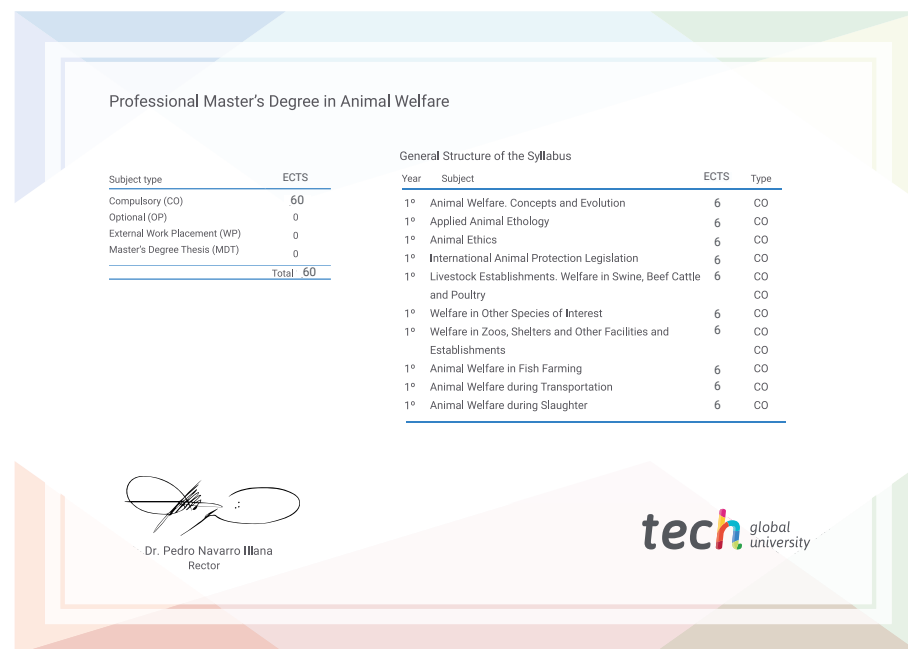 Professional Master's Degree in Animal Welfare
Subject type ECTS
Compulsory (CO) 60
Optional (OP) 0
External Work Placement (WP) 0
Master's Degree Thesis (MDT) 0
Total 60
General Structure of the Syllabus
Year Subject ECTS Type
1º Animal Welfare. Concepts and Evolution 6 CO
1º Applied Animal Ethology 6 CO
1º Animal Ethics 6 CO
1º International Animal Protection Legislation 6 CO
1º Livestock Establishments. Welfare in Swine, Beef Cattle 6 CO
and Poultry CO
1º Welfare in Other Species of Interest 6 CO
1º Welfare in Zoos, Shelters and Other Facilities and 6 CO
Establishments CO
1º Animal Welfare in Fish Farming 6 CO
1º Animal Welfare during Transportation 6 CO
1º Animal Welfare during Slaughter 6 CO
Dr. Pedro Navarro Illana
Rector
tech global
university